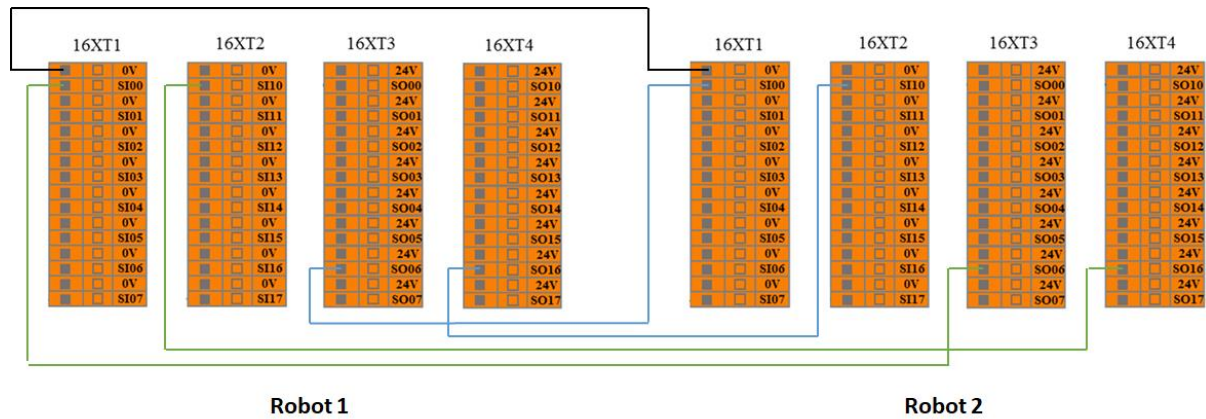 16XT1 16XT2 16XT3 16XT4 16XT1 16XT2 16XT3 16XT4
0V 0V 24V 24V 0V 0V 24V 24V
SI00 SI10 SO00 SO10 SI00 SI10 SO00 SO10
0V 0V 24V 24V 0V 0V 24V 24V
SI01 SI11 SO01 SO11 SI01 SI11 SO01 SO11
0V 0V 24V 24V 0V 0V 24V 24V
SI02 SI12 SO02 SO12 SI02 SI12 SO02 SO12
0V 0V 24V 24V 0V 0V 24V 24V
SI03 SI13 SO03 SO13 SI03 SI13 SO03 SO13
0V 0V 24V 24V 0V 0V 24V 24V
SI04 SI14 SO04 SO14 SI04 SI14 SO04 SO14
0V 0V 24V 24V 0V 0V 24V 24V
SI05 SI15 SO05 SO15 SI05 SI15 SO05 SO15
0V 0V 24V 24V 0V 0V 24V 24V
SI06 SI16 SO06 SO16 SI06 SI16 SO06 SO16
0V 0V 24V 24V 0V 0V 24V 24V
SI07 SI17 SO07 SO17 SI07 SI17 SO07 SO17
Robot 1 Robot 2